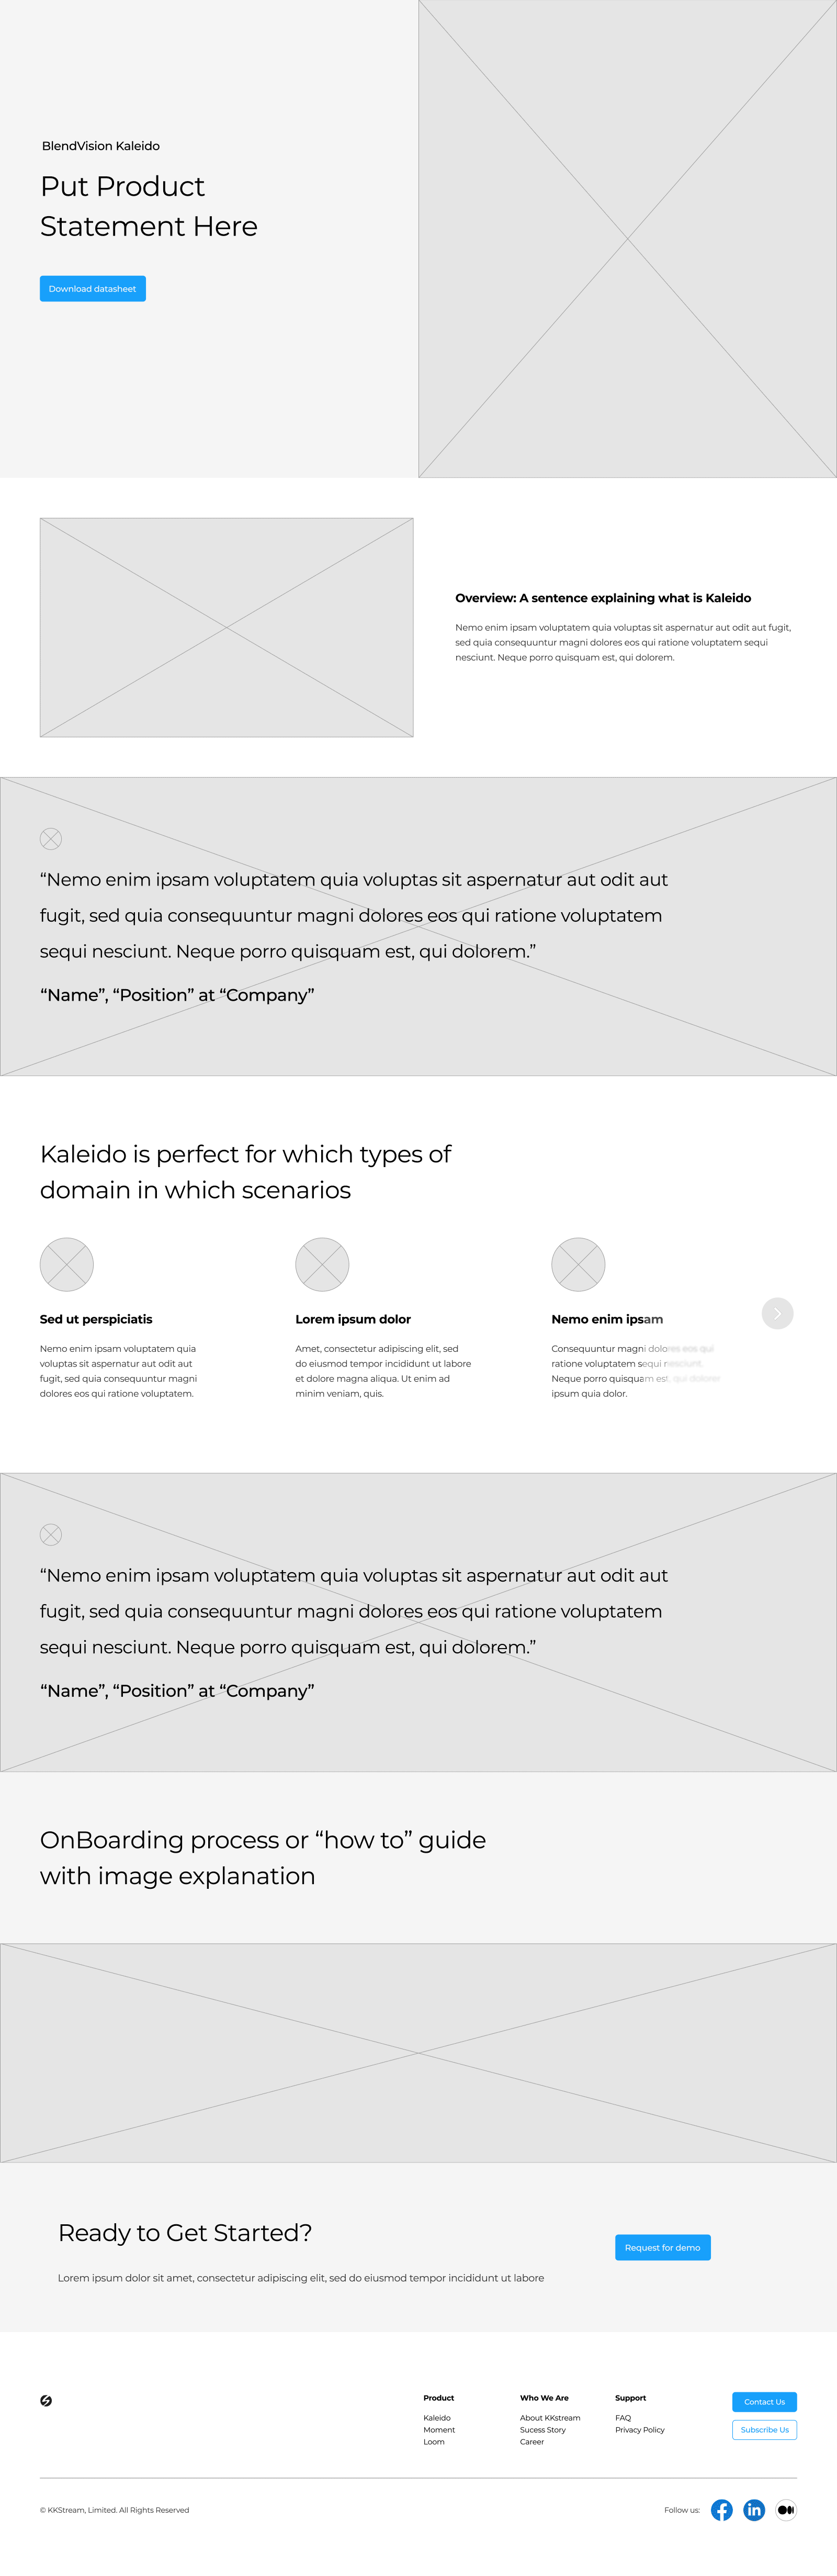 BlendVision Kaleido
Put Product
Statement Here
Download datasheet
Overview: A sentence explaining what is Kaleido
Nemo enim ipsam voluptatem quia voluptas sit aspernatur aut odit aut fugit,
sed quia consequuntur magni dolores eos qui ratione voluptatem sequi
nesciunt. Neque porro quisquam est, qui dolorem.
“Nemo enim ipsam voluptatem quia voluptas sit aspernatur aut odit aut
fugit, sed quia consequuntur magni dolores eos qui ratione voluptatem
sequi nesciunt. Neque porro quisquam est, qui dolorem.”
“Name”, “Position” at “Company”
Kaleido is perfect for which types of
domain in which scenarios
Sed ut perspiciatis
Nemo enim ipsam voluptatem quia
voluptas sit aspernatur aut odit aut
fugit, sed quia consequuntur magni
dolores eos qui ratione voluptatem.
Lorem ipsum dolor
Amet, consectetur adipiscing elit, sed
do eiusmod tempor incididunt ut labore
et dolore magna aliqua. Ut enim ad
minim veniam, quis.
Nemo enim ipsam
Consequuntur magni dolores eos qui
ratione voluptatem sequi nesciunt.
Neque porro quisquam est, qui dolorem
ipsum quia dolor.
“Nemo enim ipsam voluptatem quia voluptas sit aspernatur aut odit aut
fugit, sed quia consequuntur magni dolores eos qui ratione voluptatem
sequi nesciunt. Neque porro quisquam est, qui dolorem.”
“Name”, “Position” at “Company”
OnBoarding process or “how to” guide
with image explanation
Ready to Get Started?
Lorem ipsum dolor sit amet, consectetur adipiscing elit, sed do eiusmod tempor incididunt ut labore
Request for demo
Product
Kaleido
Moment
Loom
Who We Are
About KKstream
Sucess Story
Career
Support
FAQ
Privacy Policy
Contact Us
Subscribe Us
© KKStream, Limited. All Rights Reserved
Follow us: